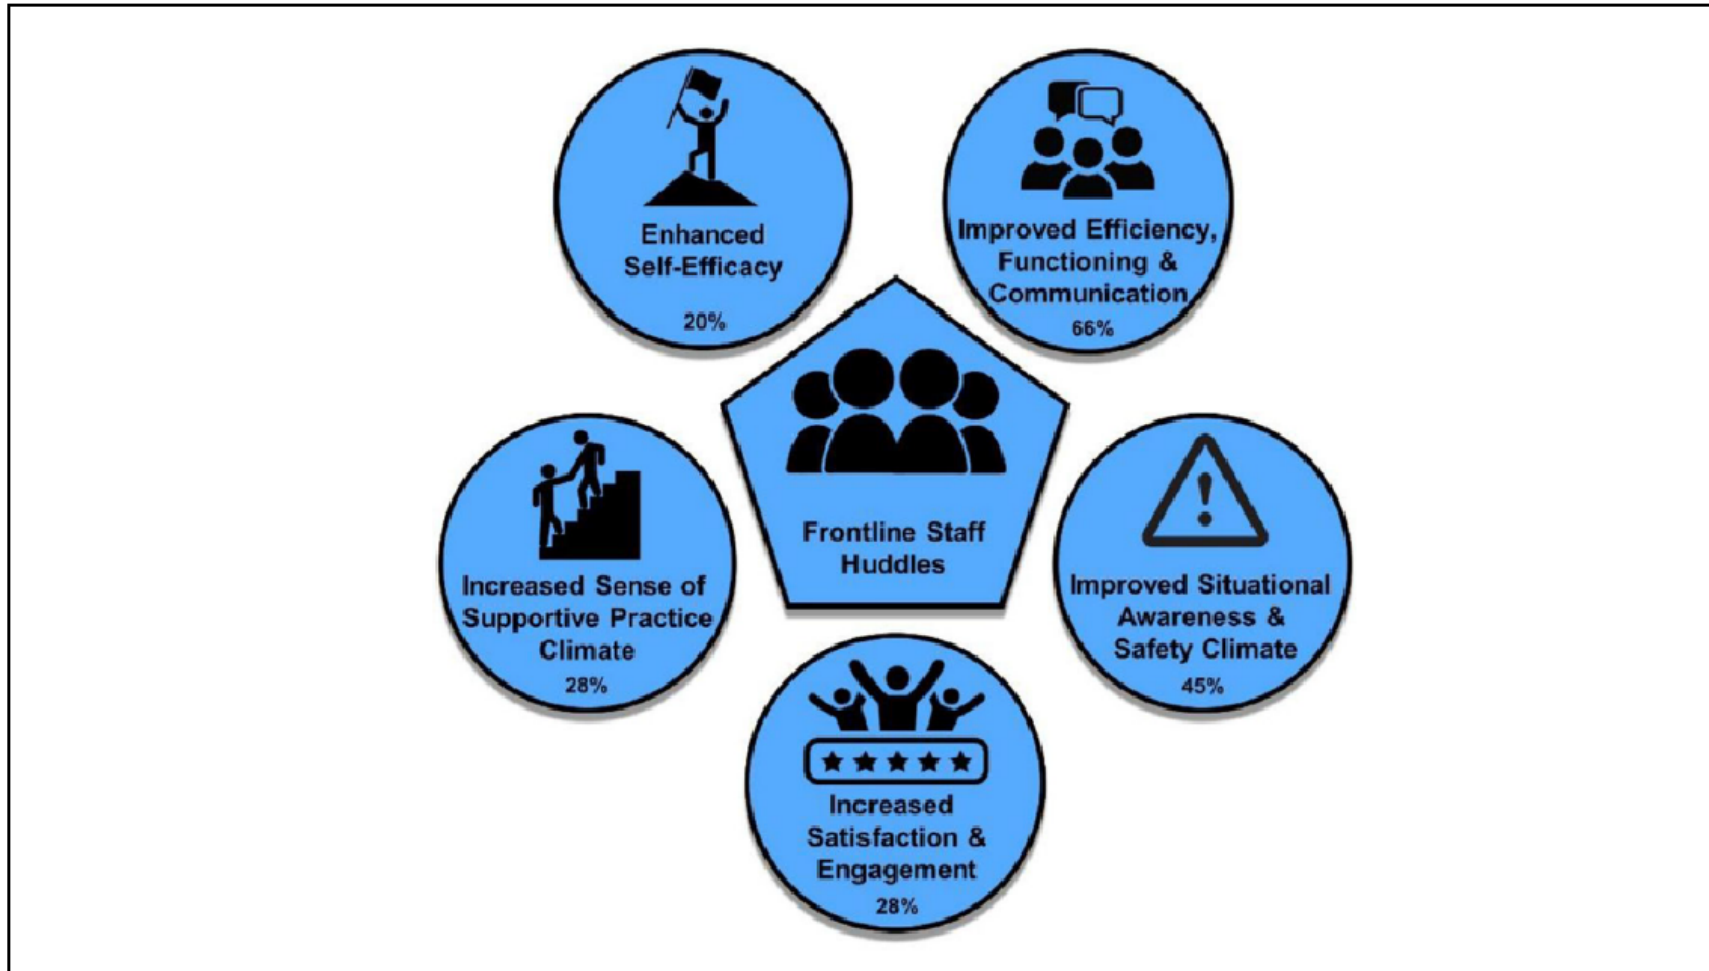 Enhanced
Self-Efficacy
20%
Improved Efficiency,
Functioning &
Communication
66%
Frontline Staff
Huddles
Increased Sense of
Supportive Practice
Climate
28%
Improved Situational
Awareness &
Safety Climate
45%
Increased
Satisfaction &
Engagement
28%